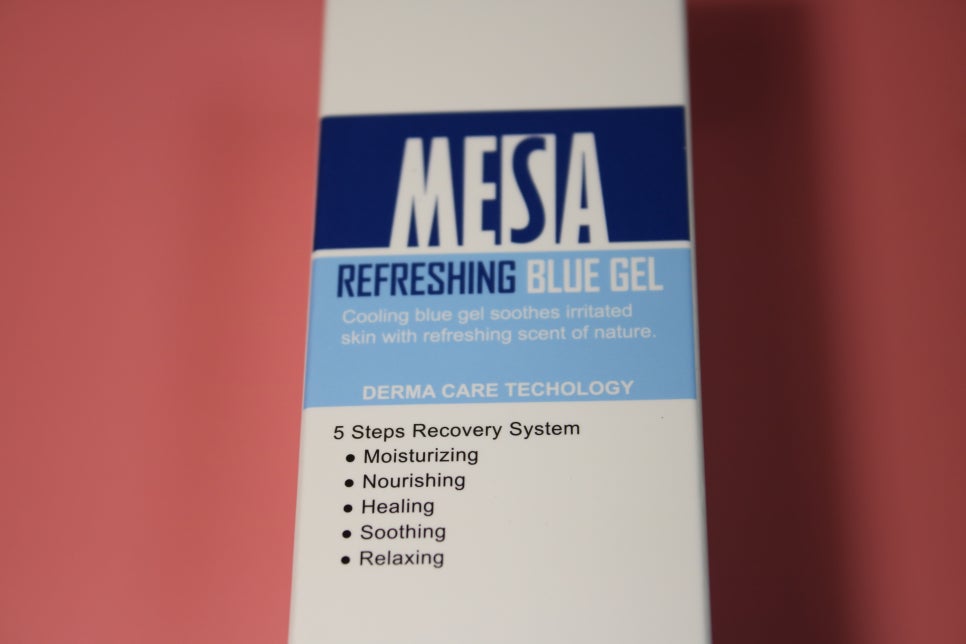 MESA
REFRESHING BLUE GEL
Cooling blue gel soothes irritated
skin with refreshing scent of nature.
DERMA CARE TECHOLOGY
5 Steps Recovery System
• Moisturizing
• Nourishing
• Healing
• Soothing
• Relaxing